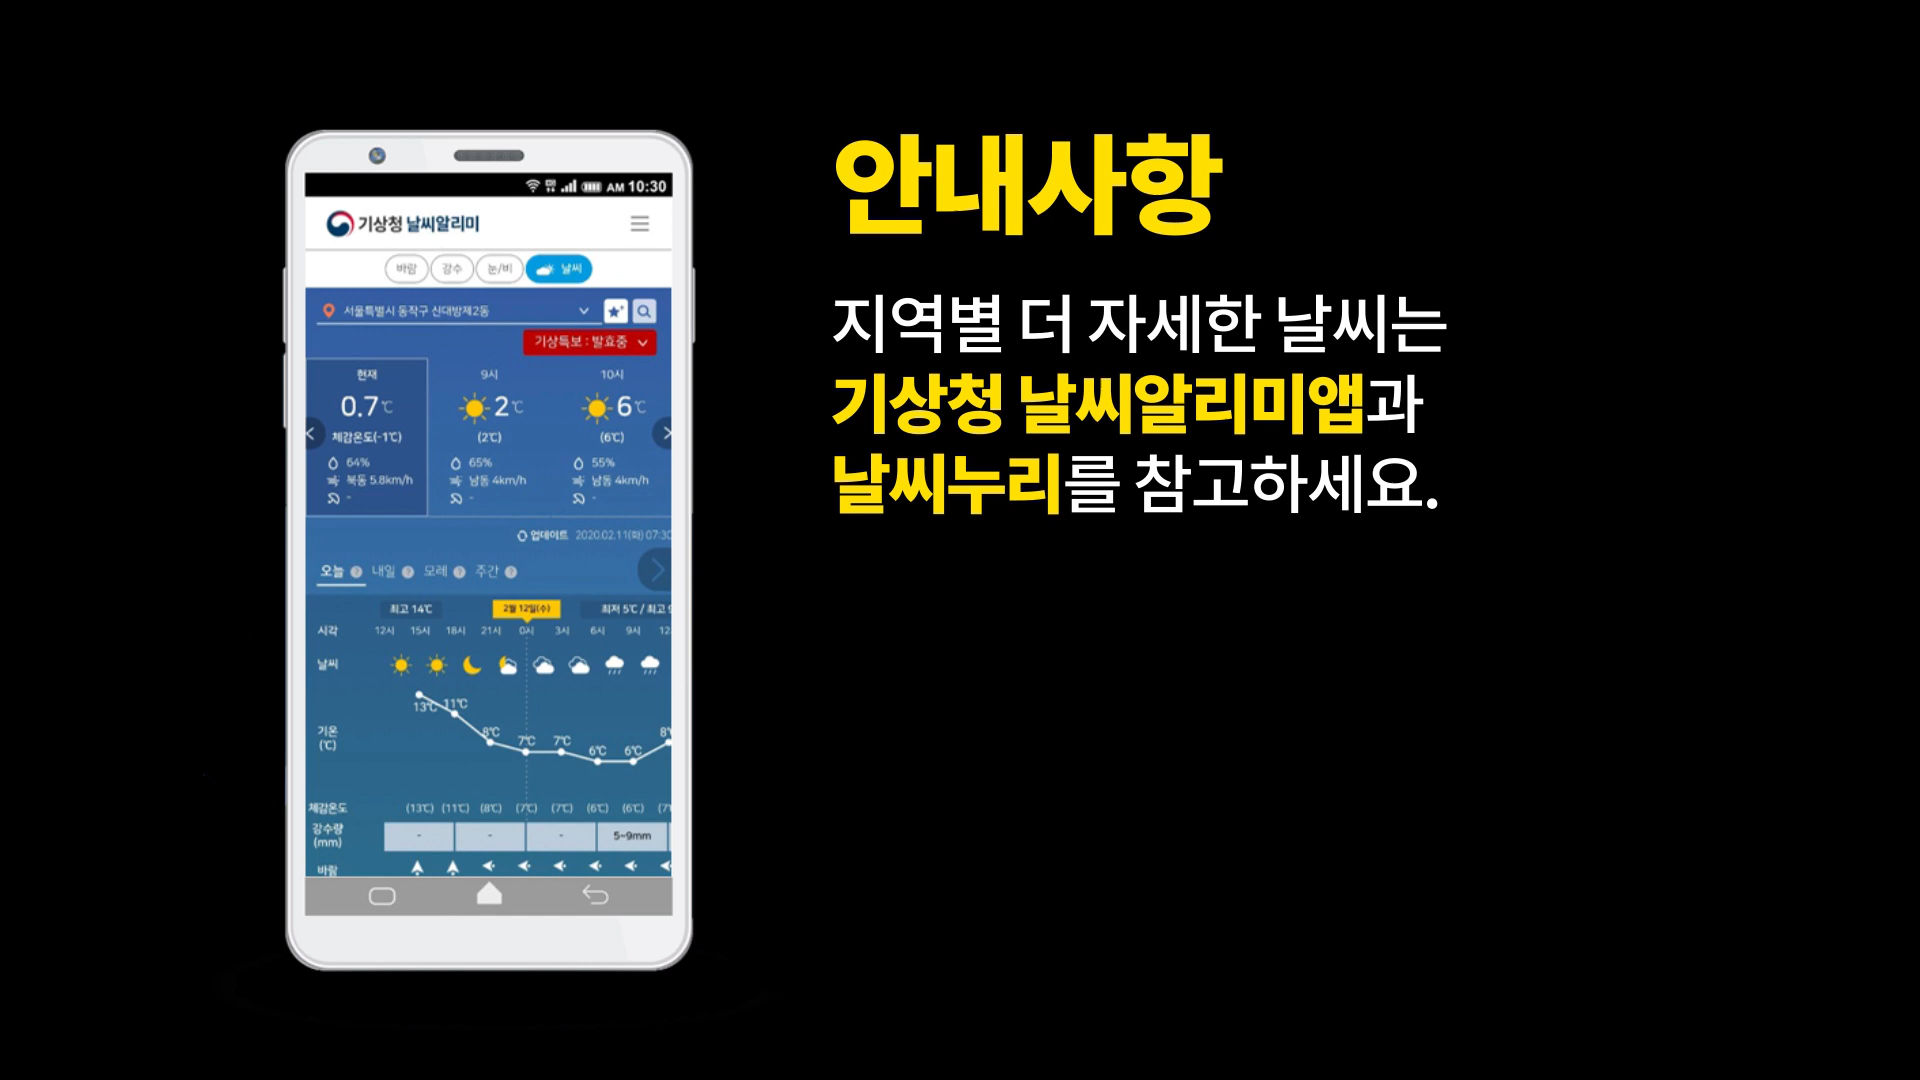 안내사항
지역별 더 자세한 날씨는
기상청 날씨알리미앱과
날씨누리를 참고하세요.
AM 10:30
기상청 날씨알리미
바람 강수 눈/비 날씨
서울특별시 동작구 신대방제2동
기상특보 : 발효중
현재 9시 10시
0.7℃ 2℃ 6℃
체감온도(-1℃) (2℃) (6℃)
64% 65% 55%
북동 5.8km/h 남동 4km/h 남동 4km/h
- - -
업데이트 2020.02.11(화) 07:30
오늘 ? 내일 ? 모레 ? 주간 ?
최고 14℃ 2월 12일(수) 최저 5℃ / 최고 9
시각 12시 15시 18시 21시 0시 3시 6시 9시 12
날씨
기온
(℃)
13℃ 11℃ 8℃ 7℃ 7℃ 6℃ 6℃ 8℃
체감온도 (13℃) (11℃) (8℃) (7℃) (7℃) (6℃) (6℃) (7
강수량
(mm)
- - - 5~9mm
바람